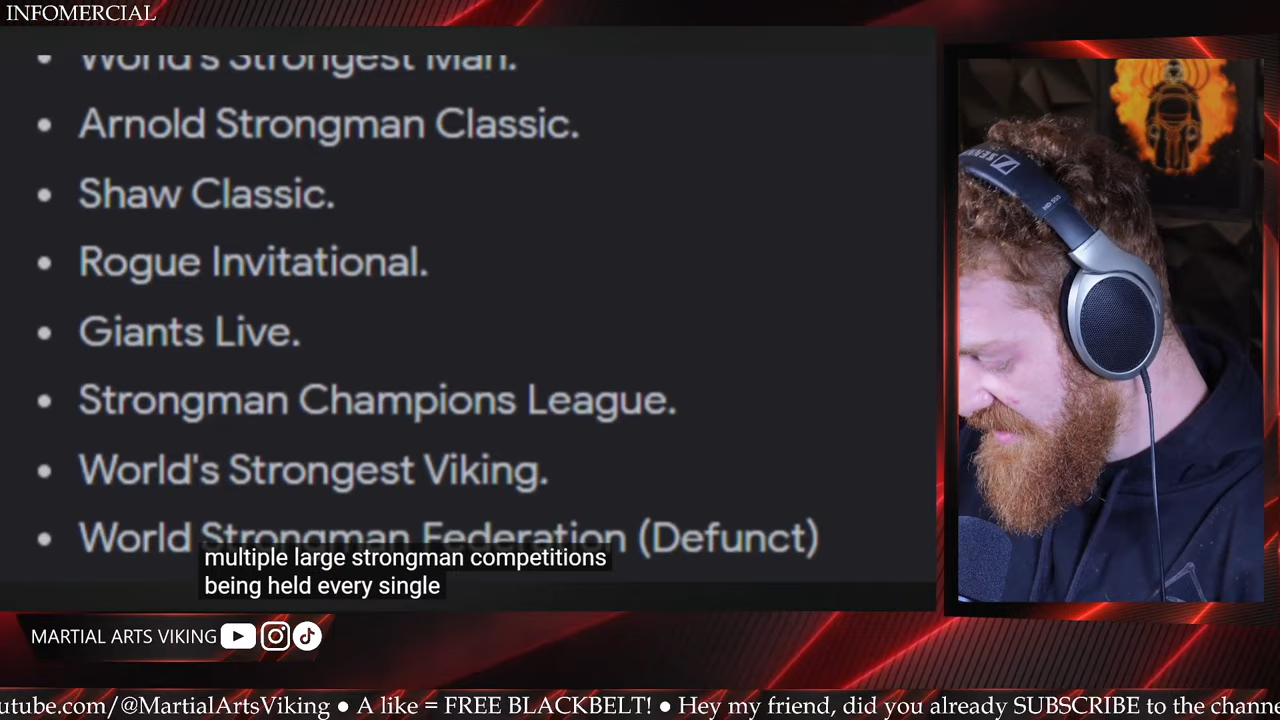 INFOMERCIAL
World's Strongest Man.
Arnold Strongman Classic.
Shaw Classic.
Rogue Invitational.
Giants Live.
Strongman Champions League.
World's Strongest Viking.
World Strongman Federation (Defunct)
multiple large strongman competitions
being held every single
MARTIAL ARTS VIKING
utube.com/@MartialArtsViking ● A like = FREE BLACKBELT! ● Hey my friend, did you already SUBSCRIBE to the channe